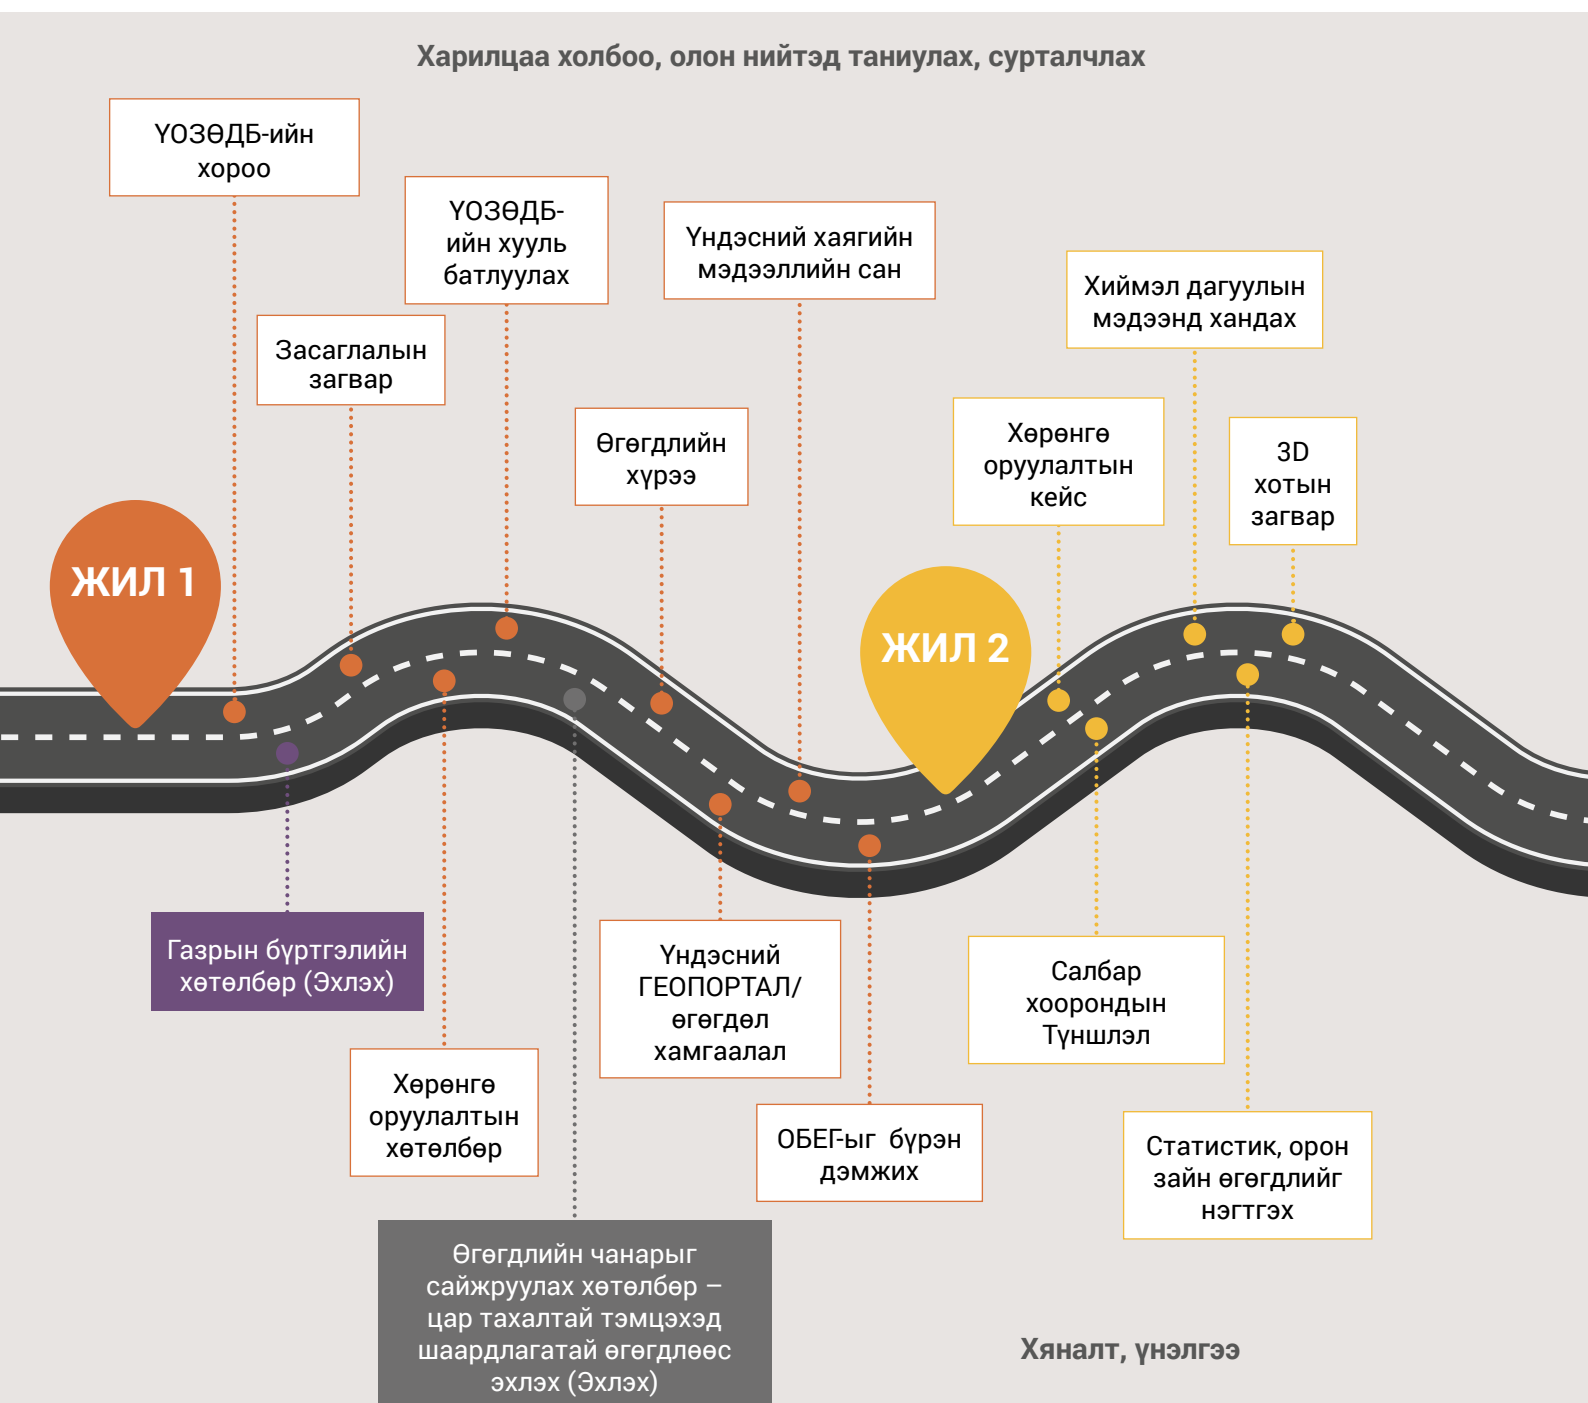 Харилцаа холбоо, олон нийтэд таниулах, сурталчлах
ҮОЗӨДБ-ийн
хороо
ҮОЗӨДБ-
ийн хууль
батлуулах
Үндэсний хаягийн
мэдээллийн сан
Хиймэл дагуулын
мэдээнд хандах
Засаглалын
загвар
Өгөгдлийн
хүрээ
Хөрөнгө
оруулалтын
кейс
3D
хотын
загвар
ЖИЛ 1
ЖИЛ 2
Газрын бүртгэлийн
хөтөлбөр (Эхлэх)
Үндэсний
ГЕОПОРТАЛ/
өгөгдөл
хамгаалал
Салбар
хоорондын
Түншлэл
Хөрөнгө
оруулалтын
хөтөлбөр
ОБЕГ-ыг бүрэн
дэмжих
Статистик, орон
зайн өгөгдлийг
нэгтгэх
Өгөгдлийн чанарыг
сайжруулах хөтөлбөр –
цар тахалтай тэмцэхэд
шаардлагатай өгөгдлөөс
эхлэх (Эхлэх)
Хяналт, үнэлгээ